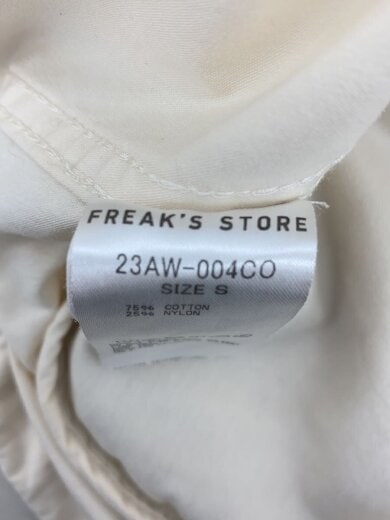 FREAK'S STORE
23AW-004CO
SIZE S
75% COTTON
25% NYLON